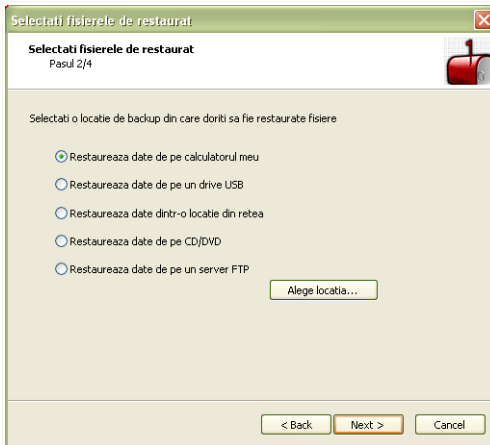 Selectati fisierele de restaurat
Selectati fisierele de restaurat
Pasul 2/4
Selectati o locatie de backup din care doriti sa fie restaurate fisiere
Restaureaza date de pe calculatorul meu
Restaureaza date de pe un drive USB
Restaureaza date dintr-o locatie din retea
Restaureaza date de pe CD/DVD
Restaureaza date de pe un server FTP
Alege locatia...
< Back Next > Cancel